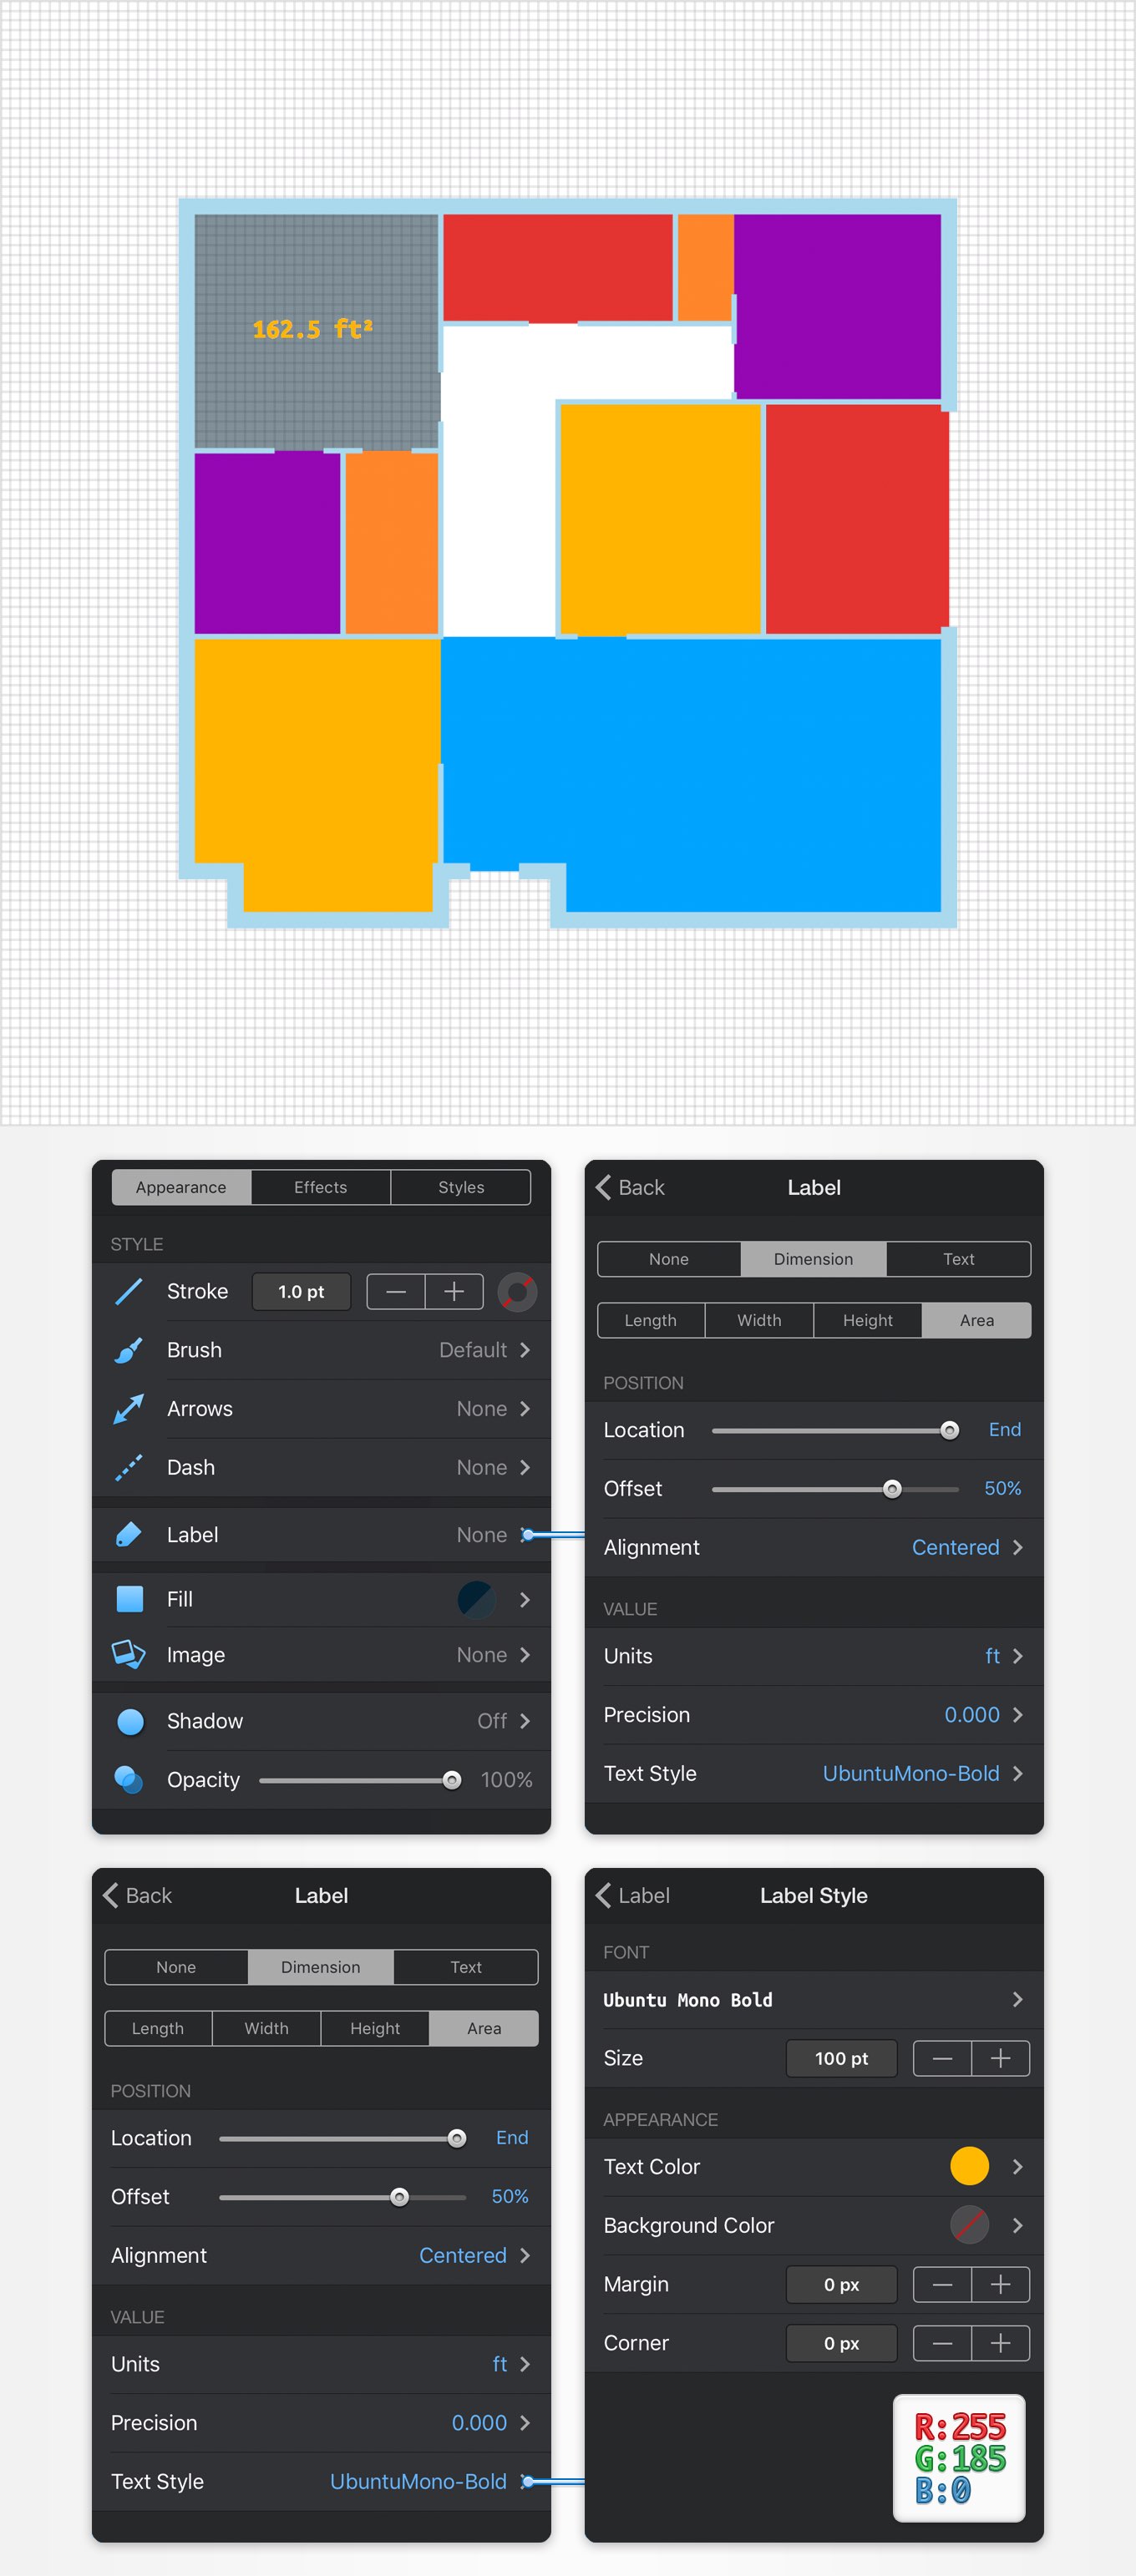 162.5 ft²
Appearance Effects Styles
STYLE
Stroke 1.0 pt − +
Brush Default
Arrows None
Dash None
Label None
Fill
Image None
Shadow Off
Opacity 100%
Back Label
None Dimension Text
Length Width Height Area
POSITION
Location End
Offset 50%
Alignment Centered
VALUE
Units ft
Precision 0.000
Text Style UbuntuMono-Bold
Back Label
None Dimension Text
Length Width Height Area
POSITION
Location End
Offset 50%
Alignment Centered
VALUE
Units ft
Precision 0.000
Text Style UbuntuMono-Bold
Label Label Style
FONT
Ubuntu Mono Bold
Size 100 pt − +
APPEARANCE
Text Color
Background Color
Margin 0 px − +
Corner 0 px − +
R:255
G:185
B:0